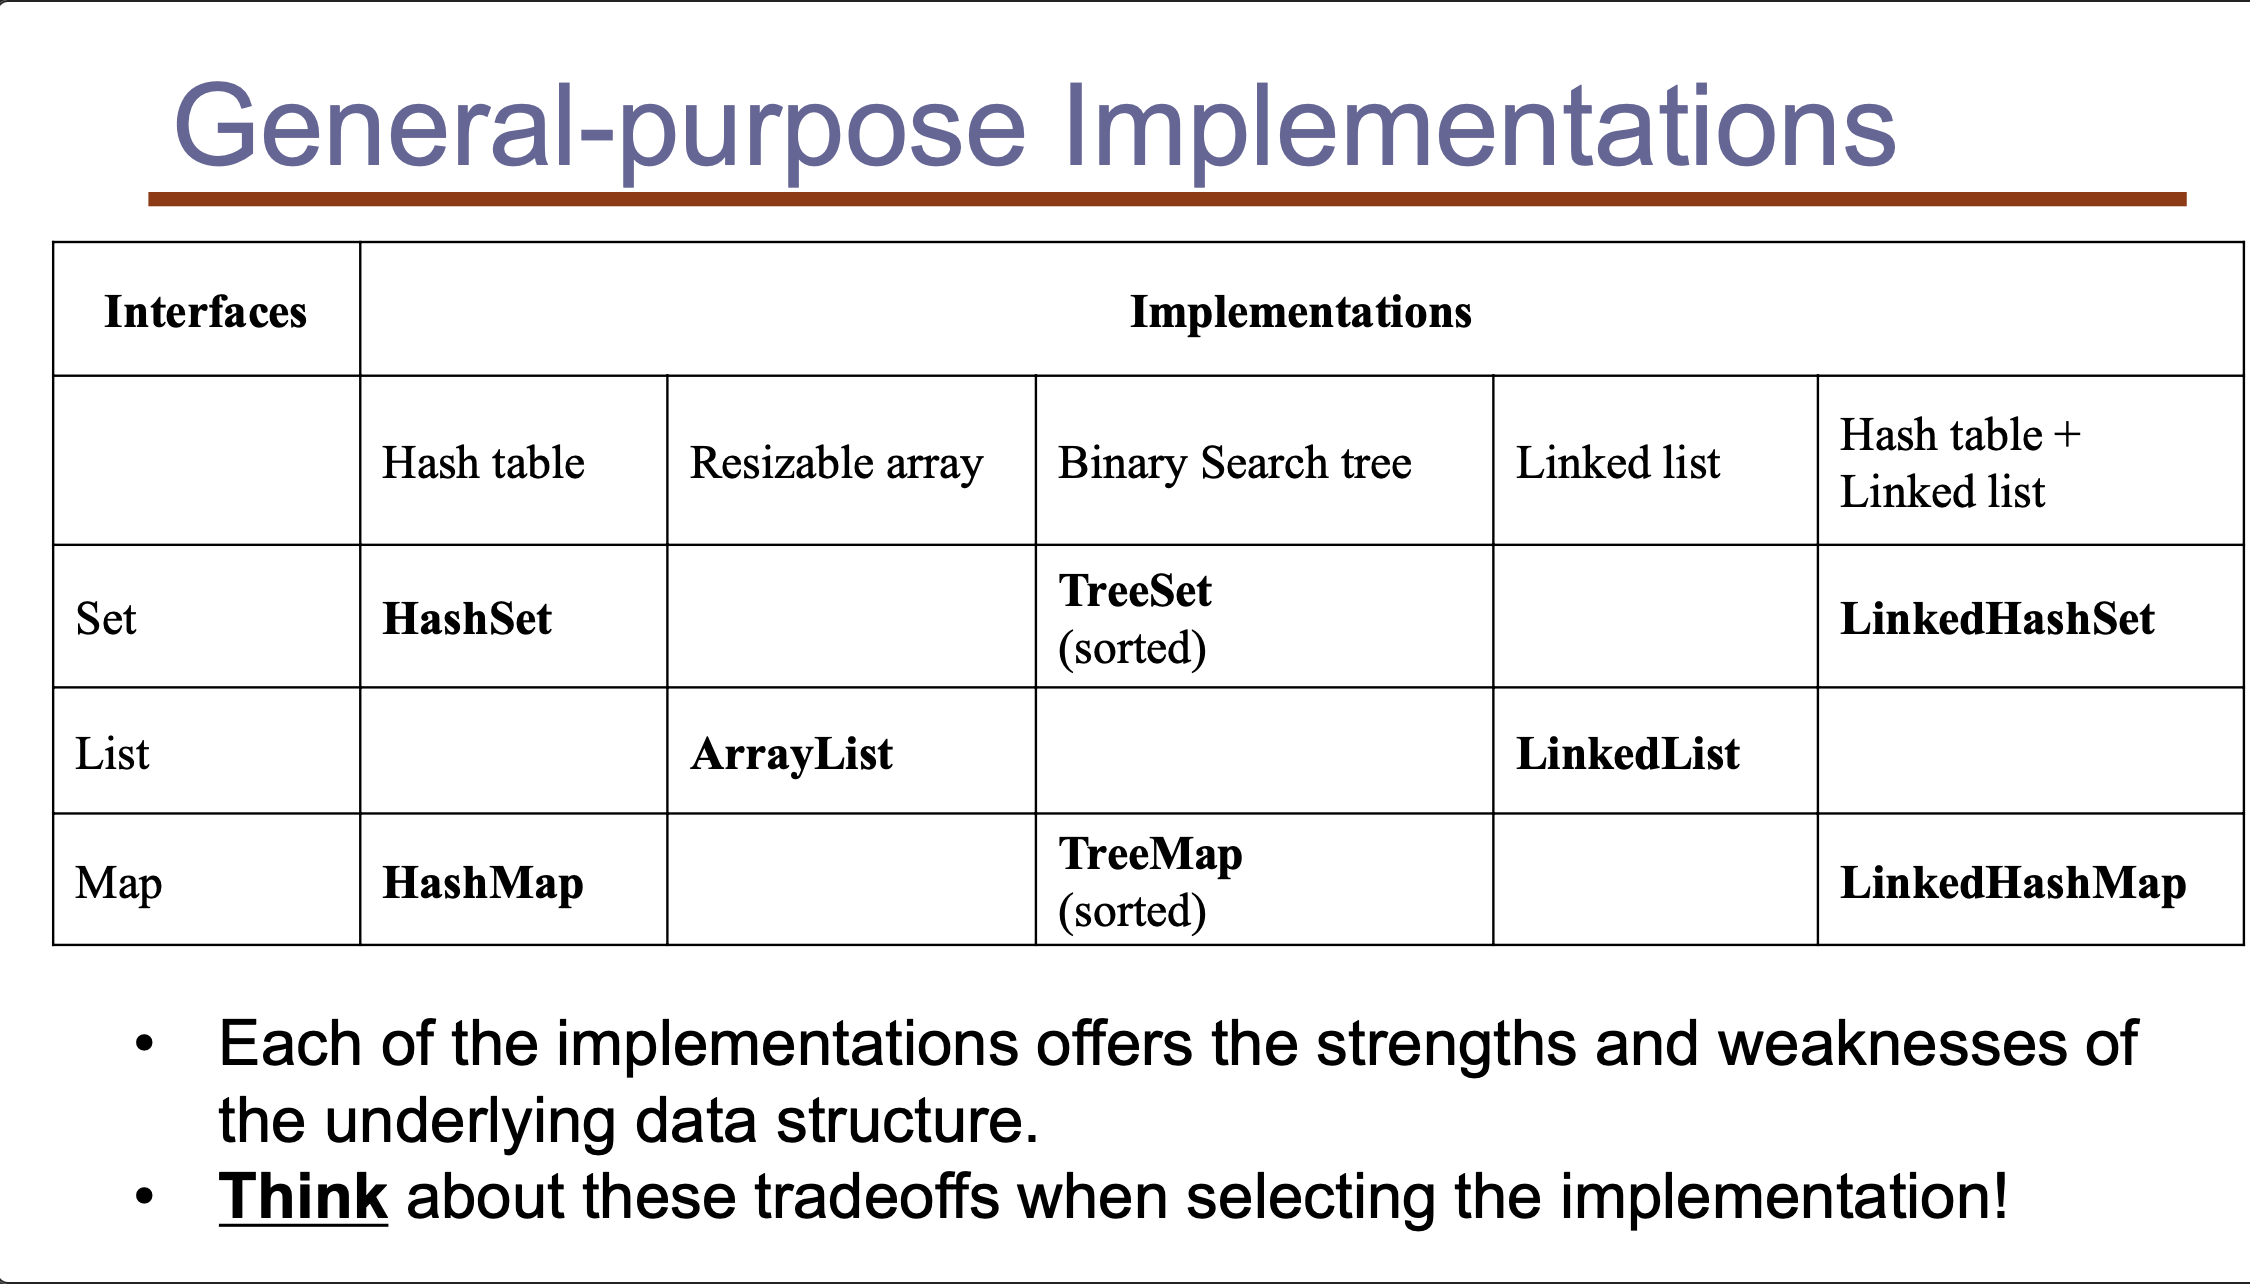 General-purpose Implementations
Interfaces
Implementations
Hash table
Resizable array
Binary Search tree
Linked list
Hash table +
Linked list
Set
HashSet
TreeSet
(sorted)
LinkedHashSet
List
ArrayList
LinkedList
Map
HashMap
TreeMap
(sorted)
LinkedHashMap
• Each of the implementations offers the strengths and weaknesses of
the underlying data structure.
• Think about these tradeoffs when selecting the implementation!